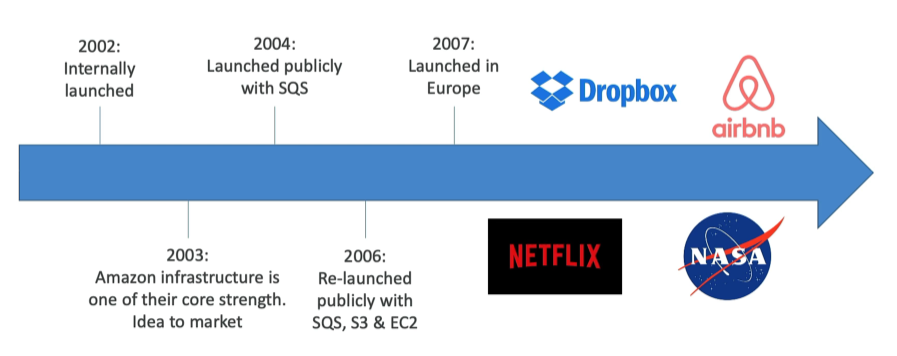 2002:
Internally
launched
2004:
Launched publicly
with SQS
2007:
Launched in
Europe
Dropbox
airbnb
2003:
Amazon infrastructure is
one of their core strength.
Idea to market
2006:
Re-launched
publicly with
SQS, S3 & EC2
NETFLIX
NASA